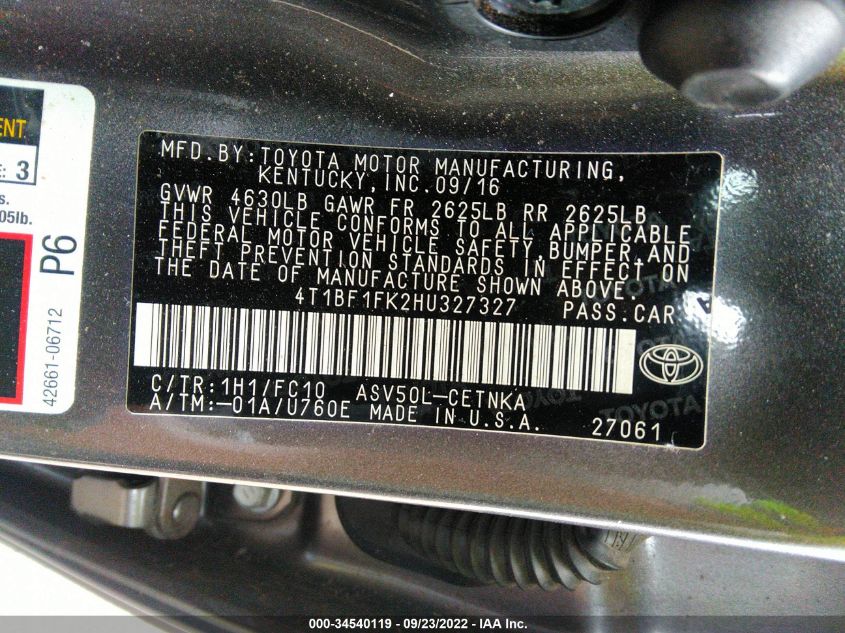 ENT
E: 3
s.
05lb.
P6
42661-06712
MFD.BY:TOYOTA MOTOR MANUFACTURING,
KENTUCKY,INC.09/16
GVWR 4630LB GAWR FR 2625LB RR 2625LB
THIS VEHICLE CONFORMS TO ALL APPLICABLE
FEDERAL MOTOR VEHICLE SAFETY,BUMPER,AND
THEFT PREVENTION STANDARDS IN EFFECT ON
THE DATE OF MANUFACTURE SHOWN ABOVE.
4T1BF1FK2HU327327 PASS.CAR
C/TR:1H1/FC10 ASV50L-CETNKA
A/TM:-01A/U760E MADE IN U.S.A. 27061
TOYOTA
000-34540119 - 09/23/2022 - IAA Inc.